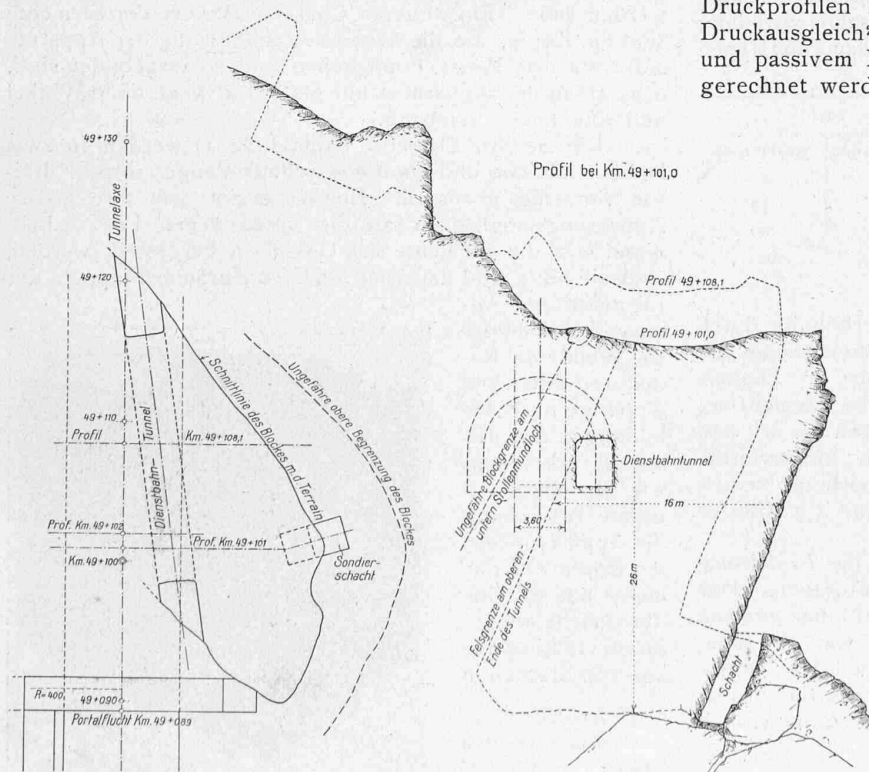 Druckprofilen
Druckausgleich
und passivem
gerechnet werd
Profil bei Km. 49+101,0
49+130
Tunnelaxe
49+120
Profil 49+108,1
Profil 49+101,0
Schnittlinie des Blockes m.d Terrain
Ungefähre obere Begrenzung des Blockes
49+110
Profil
Km. 49+108,1
Dienstbahn-
Tunnel
Ungefähre Blockgrenze am
untern Stollenmundloch
Dienstbahntunnel
16 m
3,60
Prof. Km. 49+102
Prof. Km. 49+101
Km. 49+100
Sondier-
schacht
26 m
Felsgrenze am oberen
Ende des Tunnels
Schacht
R=400
49+090
Portalflucht Km. 49+089